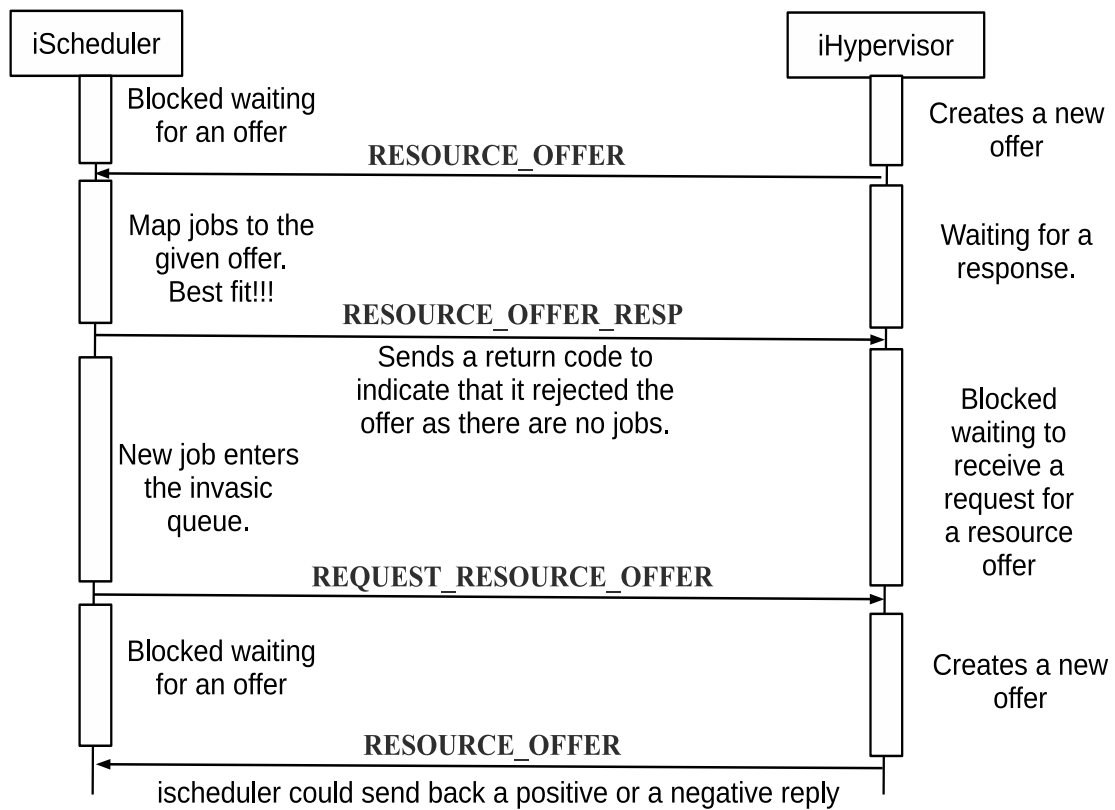 iScheduler
iHypervisor
Blocked waiting
for an offer
Creates a new
offer
RESOURCE_OFFER
Map jobs to the
given offer.
Best fit!!!
Waiting for a
response.
RESOURCE_OFFER_RESP
Sends a return code to
indicate that it rejected the
offer as there are no jobs.
New job enters
the invasic
queue.
Blocked
waiting to
receive a
request for
a resource
offer
REQUEST_RESOURCE_OFFER
Blocked waiting
for an offer
Creates a new
offer
RESOURCE_OFFER
ischeduler could send back a positive or a negative reply